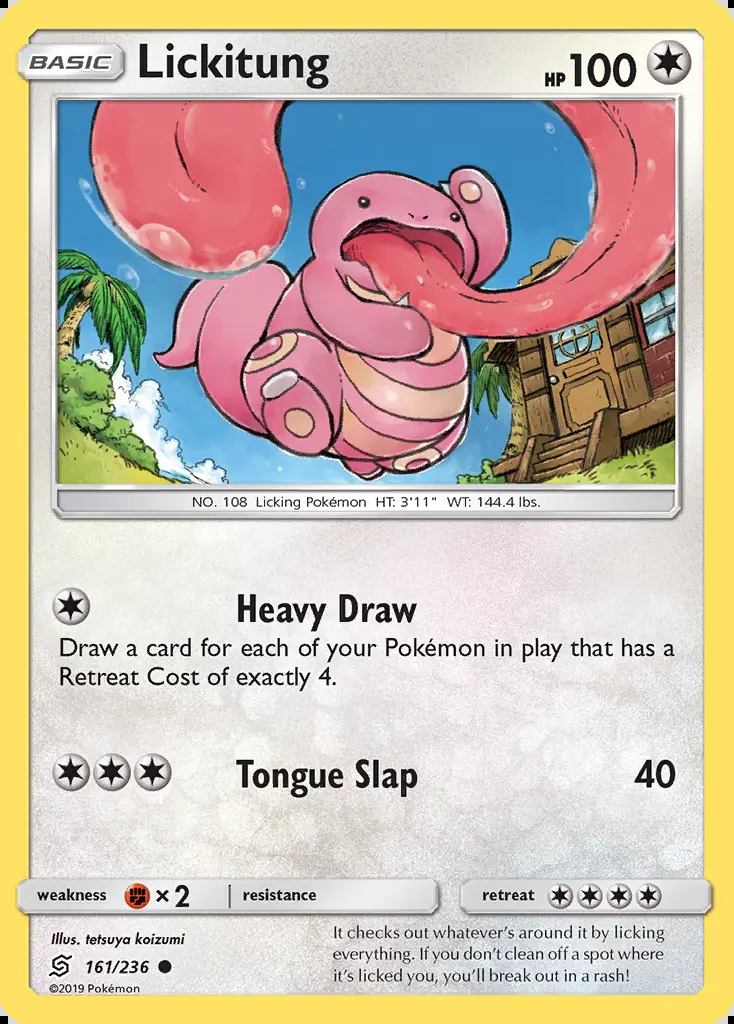 BASIC Lickitung HP 100
NO. 108 Licking Pokémon HT: 3'11" WT: 144.4 lbs.
Heavy Draw
Draw a card for each of your Pokémon in play that has a
Retreat Cost of exactly 4.
Tongue Slap 40
weakness × 2 resistance retreat
Illus. tetsuya koizumi
161/236
©2019 Pokémon
It checks out whatever's around it by licking
everything. If you don't clean off a spot where
it's licked you, you'll break out in a rash!